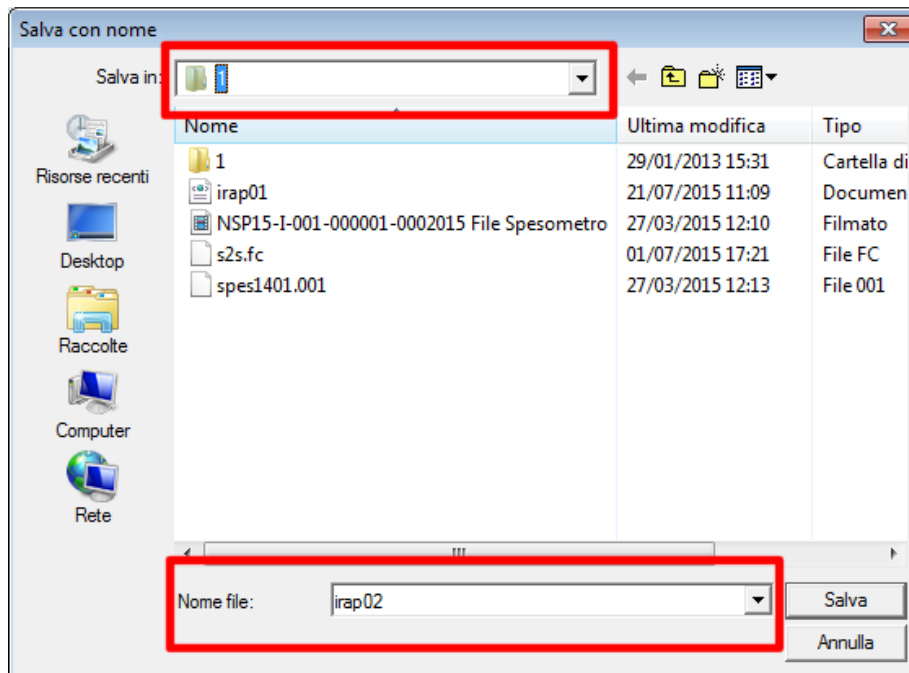 Salva con nome
Salva in: 1
Nome Ultima modifica Tipo
1 29/01/2013 15:31 Cartella di
irap01 21/07/2015 11:09 Documen
NSP15-I-001-000001-0002015 File Spesometro 27/03/2015 12:10 Filmato
s2s.fc 01/07/2015 17:21 File FC
spes1401.001 27/03/2015 12:13 File 001
Risorse recenti
Desktop
Raccolte
Computer
Rete
Nome file: irap02 Salva
Annulla